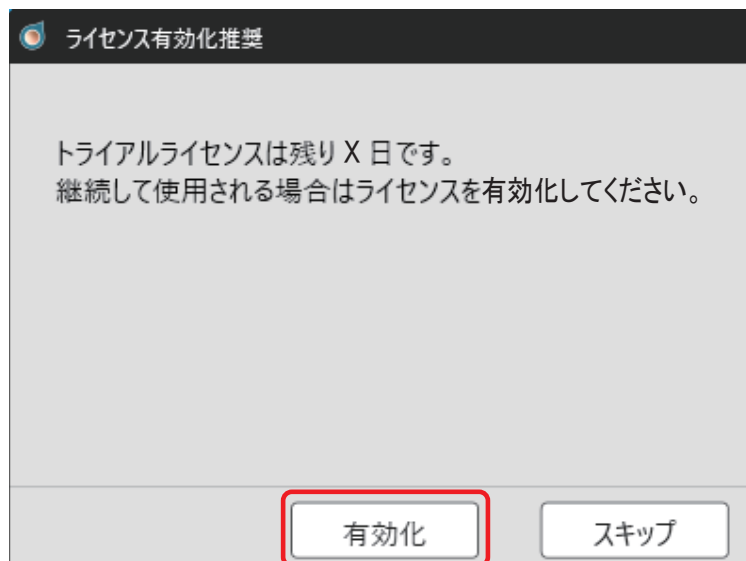 ライセンス有効化推奨
トライアルライセンスは残り X 日です。
継続して使用される場合はライセンスを有効化してください。
有効化
スキップ